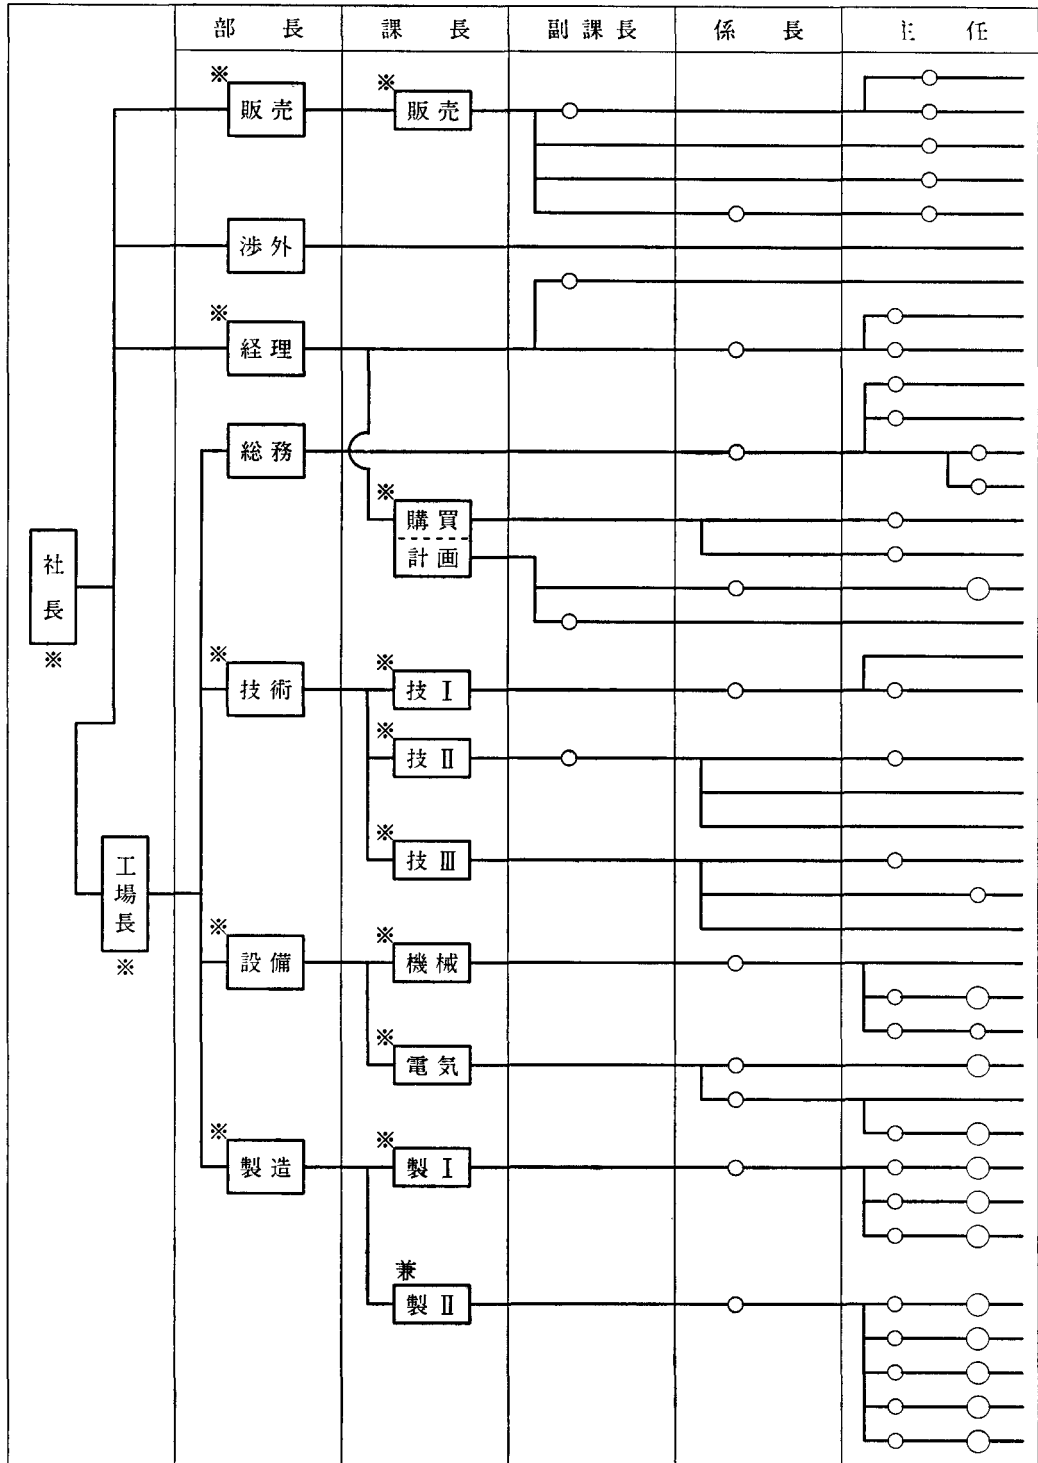 部長 課長 副課長 係長 主任
※
販売
※
販売
渉外
※
経理
総務
※
購買
計画
社長
※
※
技術
※
技Ⅰ
※
技Ⅱ
※
技Ⅲ
工場長
※
※
設備
※
機械
※
電気
※
製造
※
製Ⅰ
兼
製Ⅱ